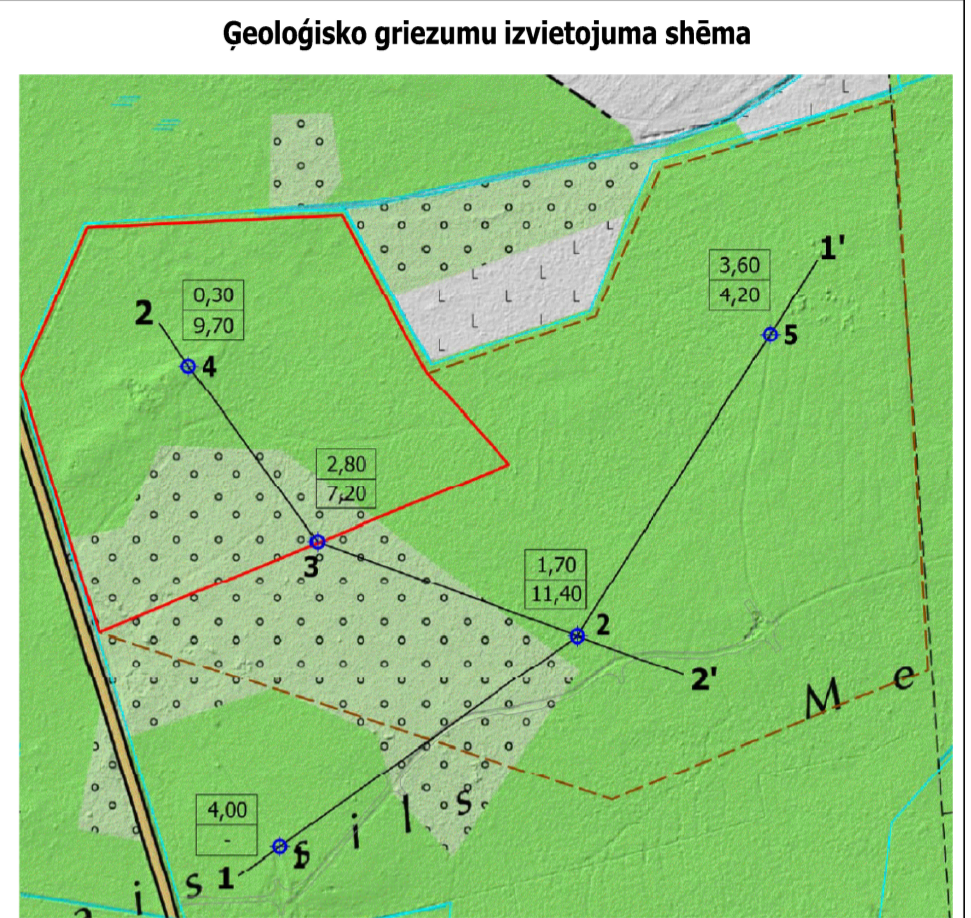 Ģeoloģisko griezumu izvietojuma shēma
L
L
1'
3,60
4,20
5
2
0,30
9,70
4
L
L
L
L
L
L
L
L
L
2,80
7,20
3
1,70
11,40
2
2'
M e
4,00
-
1
s i l s
a i